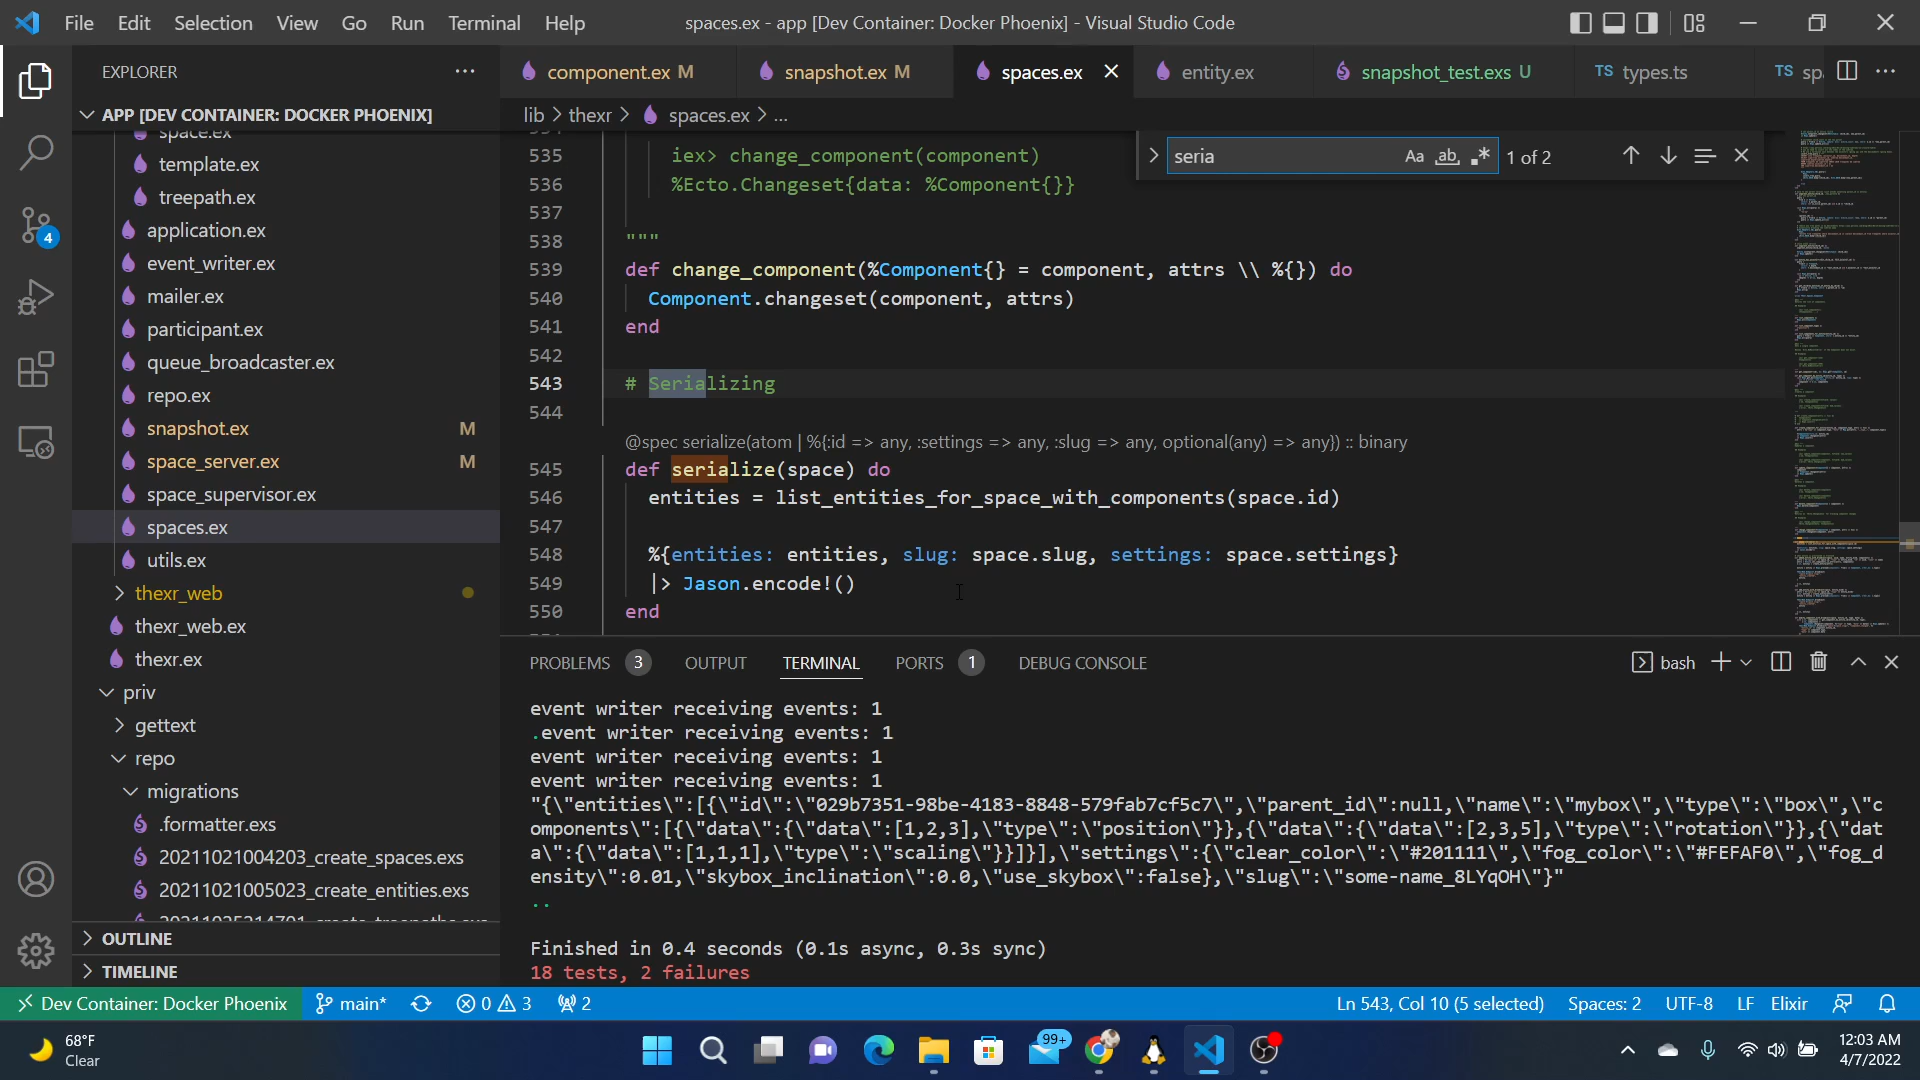 File Edit Selection View Go Run Terminal Help
spaces.ex - app [Dev Container: Docker Phoenix] - Visual Studio Code
EXPLORER
APP [DEV CONTAINER: DOCKER PHOENIX]
space.ex
template.ex
treepath.ex
application.ex
event_writer.ex
mailer.ex
participant.ex
queue_broadcaster.ex
repo.ex
snapshot.ex M
space_server.ex M
space_supervisor.ex
spaces.ex
utils.ex
thexr_web
thexr_web.ex
thexr.ex
priv
gettext
repo
migrations
.formatter.exs
20211021004203_create_spaces.exs
20211021005023_create_entities.exs
OUTLINE
TIMELINE
4
component.ex M
snapshot.ex M
spaces.ex
entity.ex
snapshot_test.exs U
TS types.ts
TS sp
lib > thexr > spaces.ex > ...
seria
Aa ab .*
1 of 2
535 iex> change_component(component)
536 %Ecto.Changeset{data: %Component{}}
537
538 """
539 def change_component(%Component{} = component, attrs \\ %{}) do
540 Component.changeset(component, attrs)
541 end
542
543 # Serializing
544
@spec serialize(atom | %{:id => any, :settings => any, :slug => any, optional(any) => any}) :: binary
545 def serialize(space) do
546 entities = list_entities_for_space_with_components(space.id)
547
548 %{entities: entities, slug: space.slug, settings: space.settings}
549 |> Jason.encode!()
550 end
PROBLEMS 3 OUTPUT TERMINAL PORTS 1 DEBUG CONSOLE
bash
event writer receiving events: 1
.event writer receiving events: 1
event writer receiving events: 1
event writer receiving events: 1
"{\"entities\":[{\"id\":\"029b7351-98be-4183-8848-579fab7cf5c7\",\"parent_id\":null,\"name\":\"mybox\",\"type\":\"box\",\"c
omponents\":[{\"data\":{\"data\":[1,2,3],\"type\":\"position\"}},{\"data\":{\"data\":[2,3,5],\"type\":\"rotation\"}},{\"dat
a\":{\"data\":[1,1,1],\"type\":\"scaling\"}}]}],\"settings\":{\"clear_color\":\"#201111\",\"fog_color\":\"#FEFAF0\",\"fog_d
ensity\":0.01,\"skybox_inclination\":0.0,\"use_skybox\":false},\"slug\":\"some-name_8LYqOH\"}"
..
Finished in 0.4 seconds (0.1s async, 0.3s sync)
18 tests, 2 failures
Dev Container: Docker Phoenix main* 0 3 2
Ln 543, Col 10 (5 selected) Spaces: 2 UTF-8 LF Elixir
68°F
Clear
99+
12:03 AM
4/7/2022